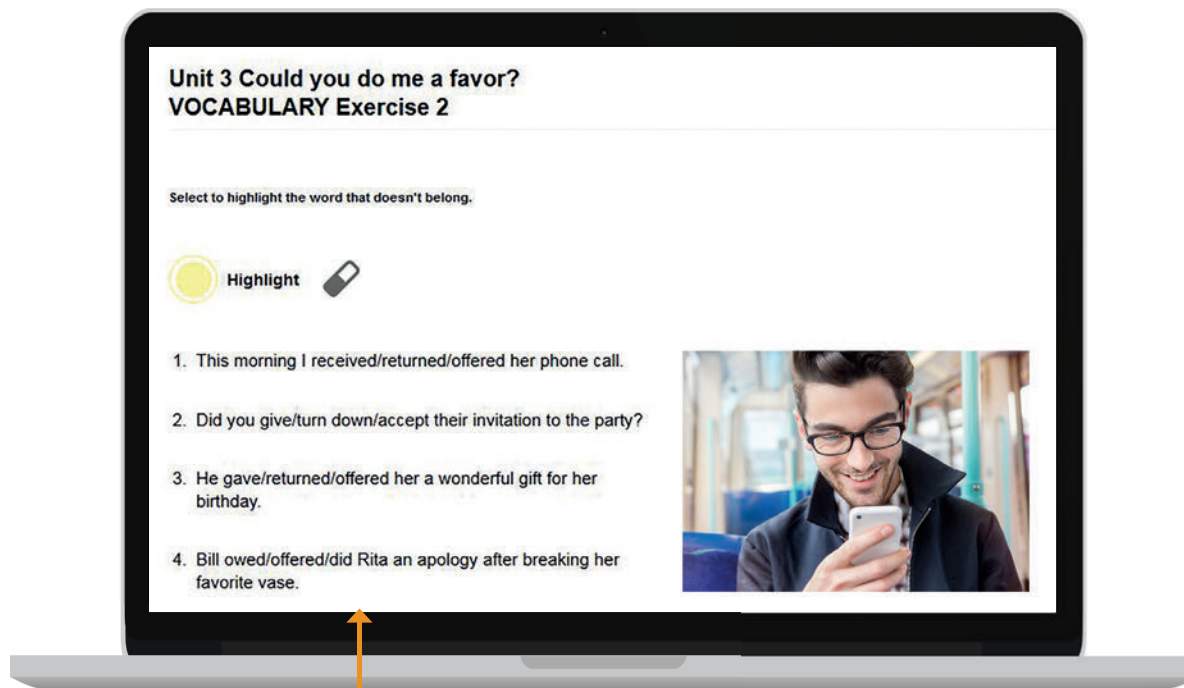 Unit 3 Could you do me a favor?
VOCABULARY Exercise 2
Select to highlight the word that doesn't belong.
Highlight
1. This morning I received/returned/offered her phone call.
2. Did you give/turn down/accept their invitation to the party?
3. He gave/returned/offered her a wonderful gift for her
birthday.
4. Bill owed/offered/did Rita an apology after breaking her
favorite vase.